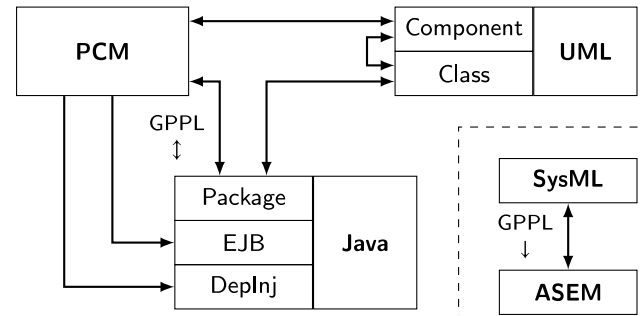 PCM
Component
UML
Class
GPPL
↕
Package
EJB
Java
DepInj
SysML
GPPL
↓
ASEM